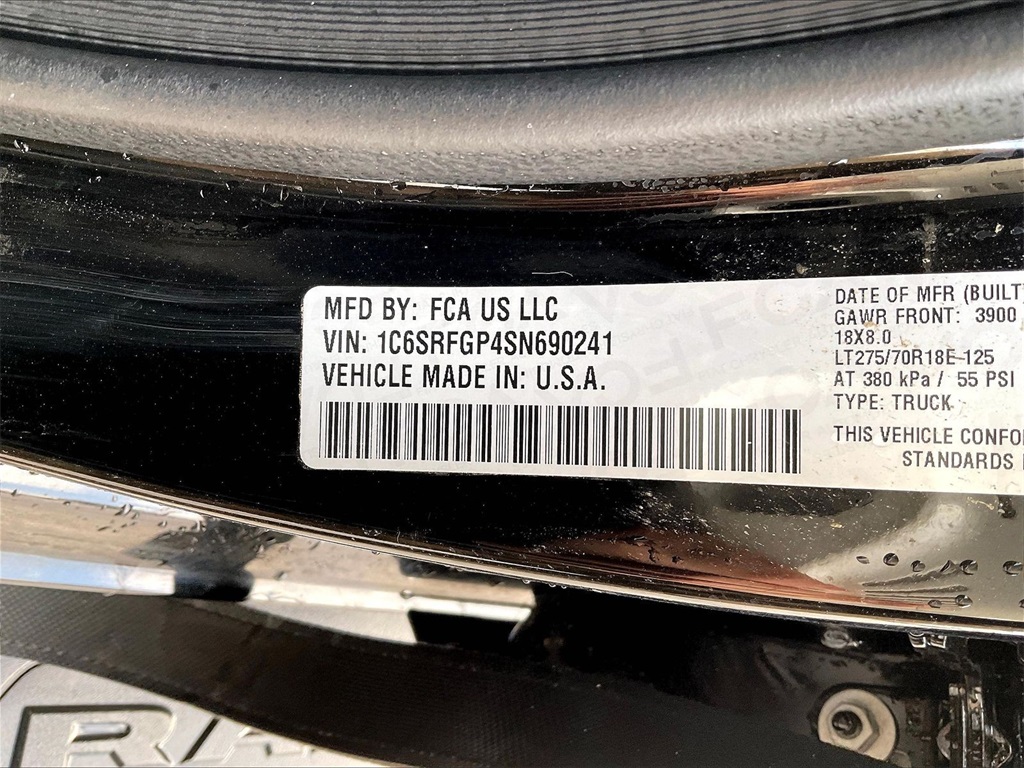 MFD BY: FCA US LLC
VIN: 1C6SRFGP4SN690241
VEHICLE MADE IN: U.S.A.
DATE OF MFR (BUILT
GAWR FRONT: 3900
18X8.0
LT275/70R18E-125
AT 380 kPa / 55 PSI
TYPE: TRUCK
THIS VEHICLE CONFO
STANDARDS